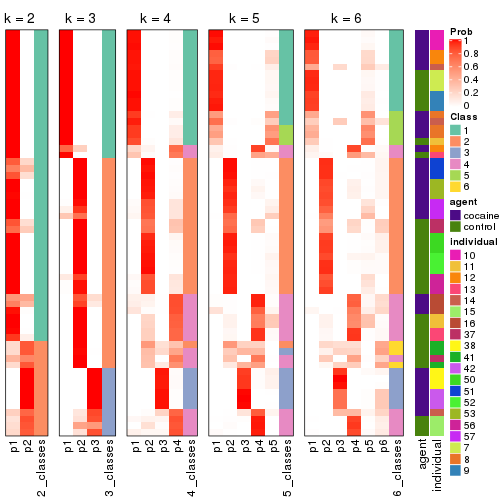 k = 2 k = 3 k = 4 k = 5 k = 6
Prob
1
0.8
0.6
0.4
0.2
0
Class
1
2
3
4
5
6
agent
cocaine
control
individual
10
11
12
13
14
15
16
37
38
41
42
50
51
52
53
56
57
7
8
9
p1 p2 2_classes
p1 p2 p3 3_classes
p1 p2 p3 p4 4_classes
p1 p2 p3 p4 p5 5_classes
p1 p2 p3 p4 p5 p6 6_classes
agent individual